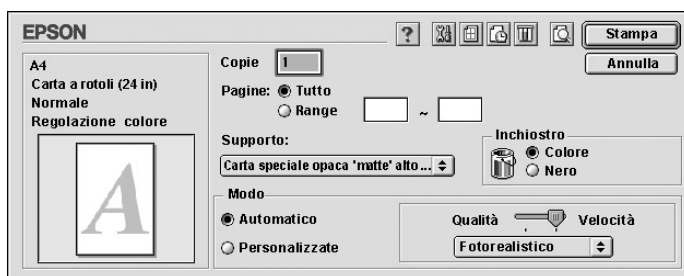 EPSON
?
Stampa
Annulla
A4
Carta a rotoli (24 in)
Normale
Regolazione colore
A
Copie 1
Pagine: Tutto
Range ~
Supporto:
Carta speciale opaca 'matte' alto ...
Inchiostro
Colore
Nero
Modo
Automatico
Personalizzate
Qualità Velocità
Fotorealistico